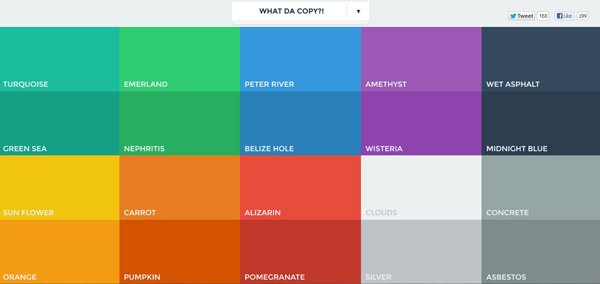 WHAT DA COPY?! ▼
Tweet 168 Like 199
TURQUOISE EMERLAND PETER RIVER AMETHYST WET ASPHALT
GREEN SEA NEPHRITIS BELIZE HOLE WISTERIA MIDNIGHT BLUE
SUN FLOWER CARROT ALIZARIN CLOUDS CONCRETE
ORANGE PUMPKIN POMEGRANATE SILVER ASBESTOS